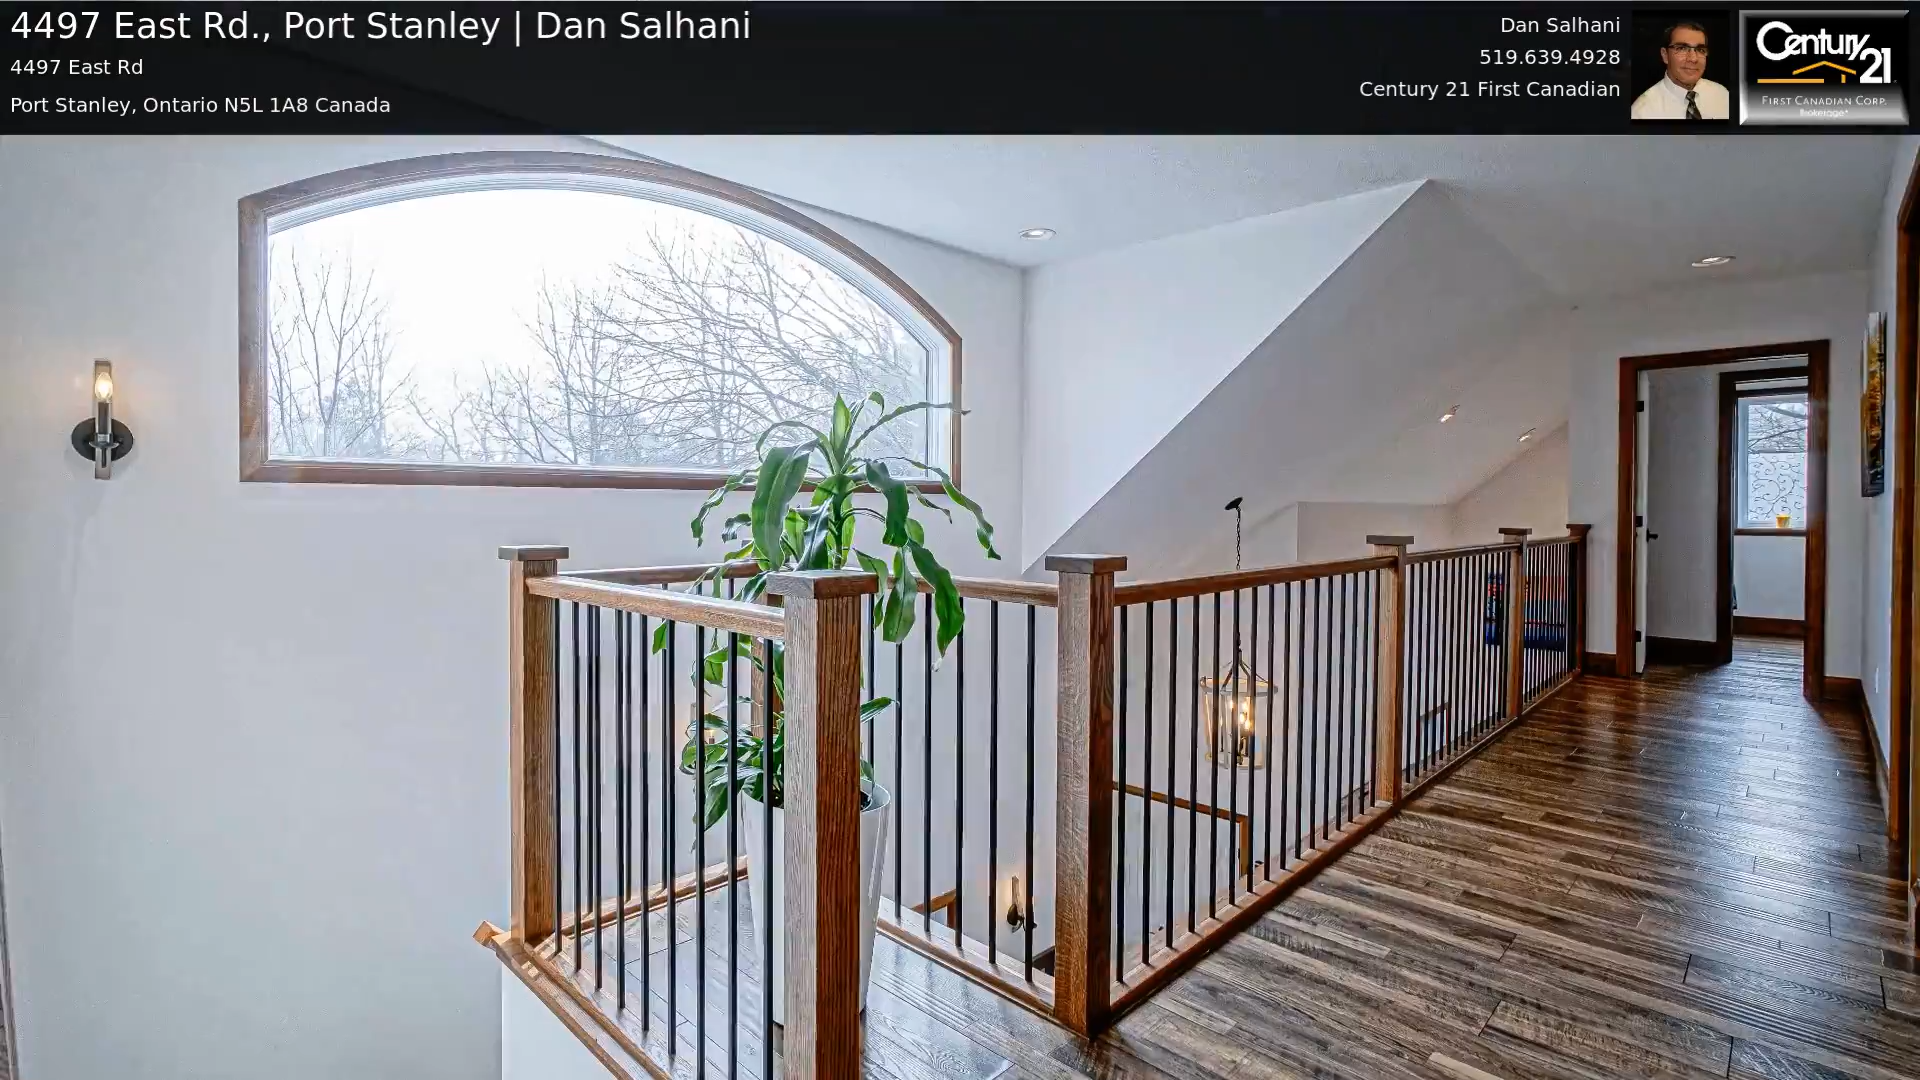 4497 East Rd., Port Stanley | Dan Salhani
4497 East Rd
Port Stanley, Ontario N5L 1A8 Canada
Dan Salhani
519.639.4928
Century 21 First Canadian
Century 21
FIRST CANADIAN CORP.
Brokerage*